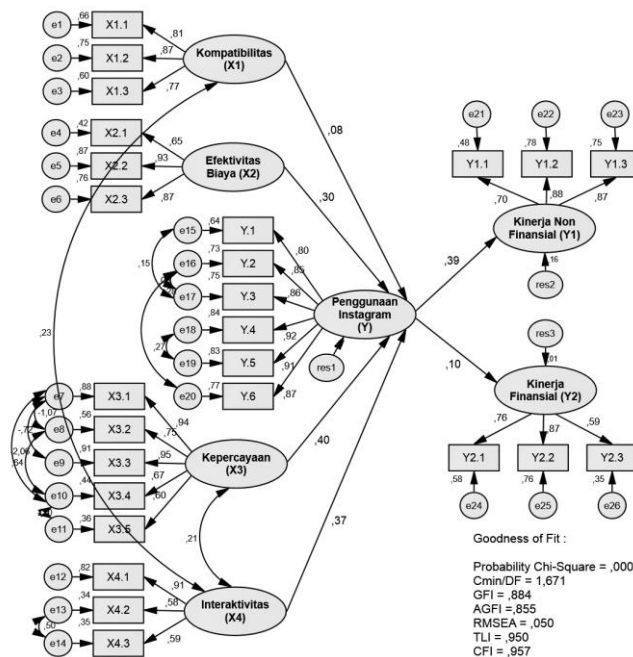 e1
,66
X1.1
,81
e2
,75
X1.2
,87
e3
,60
X1.3
,77
Kompatibilitas
(X1)
,08
e4
,42
X2.1
,65
e5
,87
X2.2
,93
e6
,76
X2.3
,87
Efektivitas
Biaya (X2)
,30
e15
,64
Y.1
,80
e16
,73
Y.2
,85
,15
e17
,75
Y.3
,86
e18
,84
Y.4
,92
,27
e19
,83
Y.5
,91
e20
,77
Y.6
,87
Penggunaan
Instagram
(Y)
res1
,23
e7
,88
X3.1
,94
-1,07
e8
,56
X3.2
,75
-,72
e9
,91
X3.3
,95
-2,06
,64
e10
,44
X3.4
,67
e11
,36
X3.5
,60
Kepercayaan
(X3)
,40
,21
e12
,82
X4.1
,91
e13
,34
X4.2
,58
,50
e14
,35
X4.3
,59
Interaktivitas
(X4)
,37
e21
e22
e23
,48
,78
,75
Y1.1
Y1.2
Y1.3
,70
,88
,87
Kinerja Non
Finansial (Y1)
,39
,16
res2
res3
,01
Kinerja
Finansial (Y2)
,10
,76
,87
,59
Y2.1
Y2.2
Y2.3
,58
,76
,35
e24
e25
e26
Goodness of Fit :
Probability Chi-Square = ,000
Cmin/DF = 1,671
GFI = ,884
AGFI =,855
RMSEA = ,050
TLI = ,950
CFI = ,957